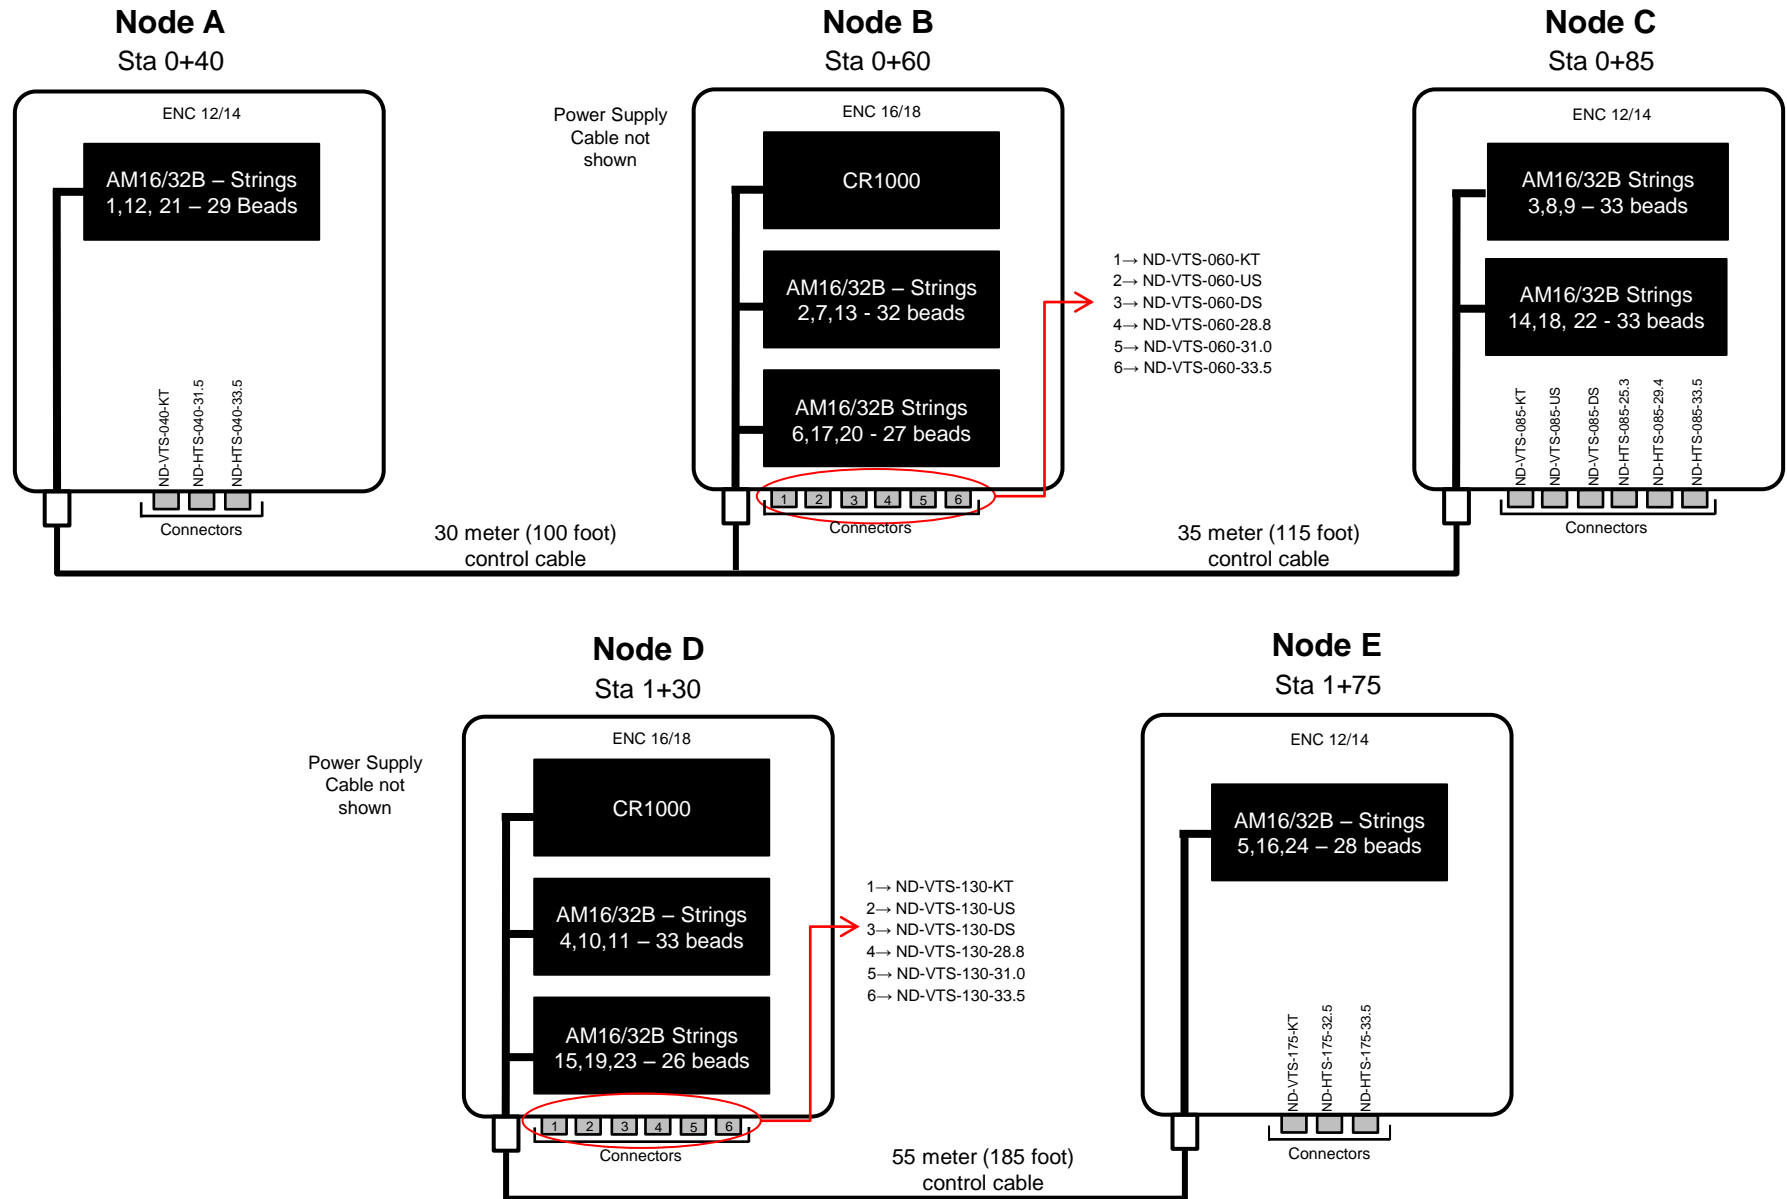 Node A
Sta 0+40
ENC 12/14
AM16/32B – Strings
1,12, 21 – 29 Beads
ND-VTS-040-KT
ND-HTS-040-31.5
ND-HTS-040-33.5
Connectors
30 meter (100 foot)
control cable
Node B
Sta 0+60
Power Supply
Cable not
shown
ENC 16/18
CR1000
AM16/32B – Strings
2,7,13 - 32 beads
AM16/32B Strings
6,17,20 - 27 beads
1 2 3 4 5 6
Connectors
1→ ND-VTS-060-KT
2→ ND-VTS-060-US
3→ ND-VTS-060-DS
4→ ND-VTS-060-28.8
5→ ND-VTS-060-31.0
6→ ND-VTS-060-33.5
35 meter (115 foot)
control cable
Node C
Sta 0+85
ENC 12/14
AM16/32B Strings
3,8,9 – 33 beads
AM16/32B Strings
14,18, 22 - 33 beads
ND-VTS-085-KT
ND-VTS-085-US
ND-VTS-085-DS
ND-HTS-085-25.3
ND-HTS-085-29.4
ND-HTS-085-33.5
Connectors
Node D
Sta 1+30
Power Supply
Cable not
shown
ENC 16/18
CR1000
AM16/32B – Strings
4,10,11 – 33 beads
AM16/32B Strings
15,19,23 – 26 beads
1 2 3 4 5 6
Connectors
1→ ND-VTS-130-KT
2→ ND-VTS-130-US
3→ ND-VTS-130-DS
4→ ND-VTS-130-28.8
5→ ND-VTS-130-31.0
6→ ND-VTS-130-33.5
55 meter (185 foot)
control cable
Node E
Sta 1+75
ENC 12/14
AM16/32B – Strings
5,16,24 – 28 beads
ND-VTS-175-KT
ND-HTS-175-32.5
ND-HTS-175-33.5
Connectors